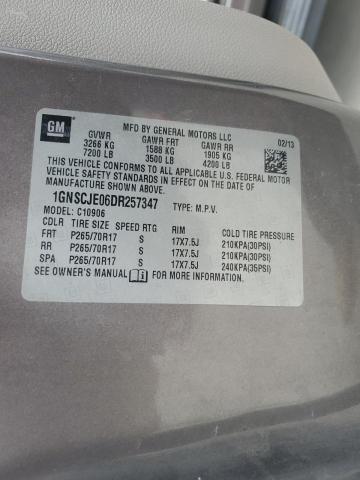 GM
MFD BY GENERAL MOTORS LLC
02/13
GVWR GAWR FRT GAWR RR
3266 KG 1588 KG 1905 KG
7200 LB 3500 LB 4200 LB
THIS VEHICLE CONFORMS TO ALL APPLICABLE U.S. FEDERAL MOTOR
VEHICLE SAFETY STANDARDS IN EFFECT ON THE DATE OF
MANUFACTURE SHOWN ABOVE.
1GNSCJE06DR257347 TYPE: M.P.V.
MODEL: C10906
CDLR TIRE SIZE SPEED RTG RIM COLD TIRE PRESSURE
FRT P265/70R17 S 17X7.5J 210KPA(30PSI)
RR P265/70R17 S 17X7.5J 210KPA(30PSI)
SPA P265/70R17 S 17X7.5J 240KPA(35PSI)
SEE OWNER'S MANUAL FOR MORE INFORMATION.